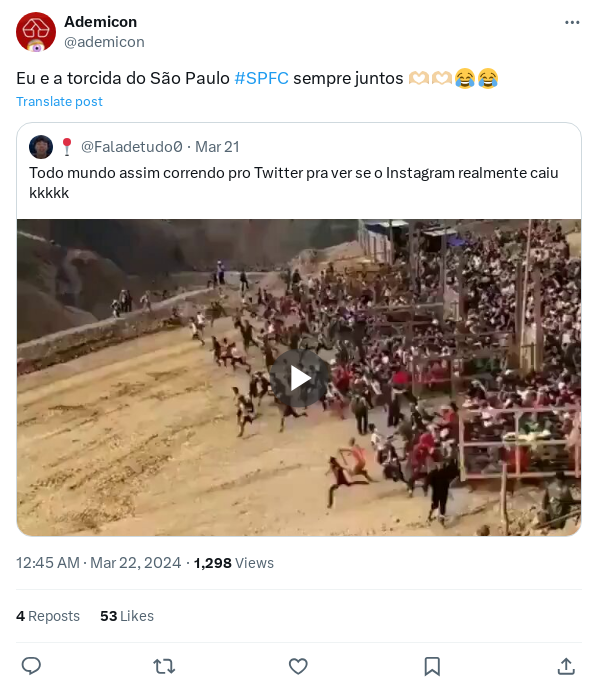 Ademicon
@ademicon
Eu e a torcida do São Paulo #SPFC sempre juntos 🫶🏻🫶🏻😂😂
Translate post
📍 @Faladetudo0 · Mar 21
Todo mundo assim correndo pro Twitter pra ver se o Instagram realmente caiu
kkkkk
12:45 AM · Mar 22, 2024 · 1,298 Views
4 Reposts 53 Likes